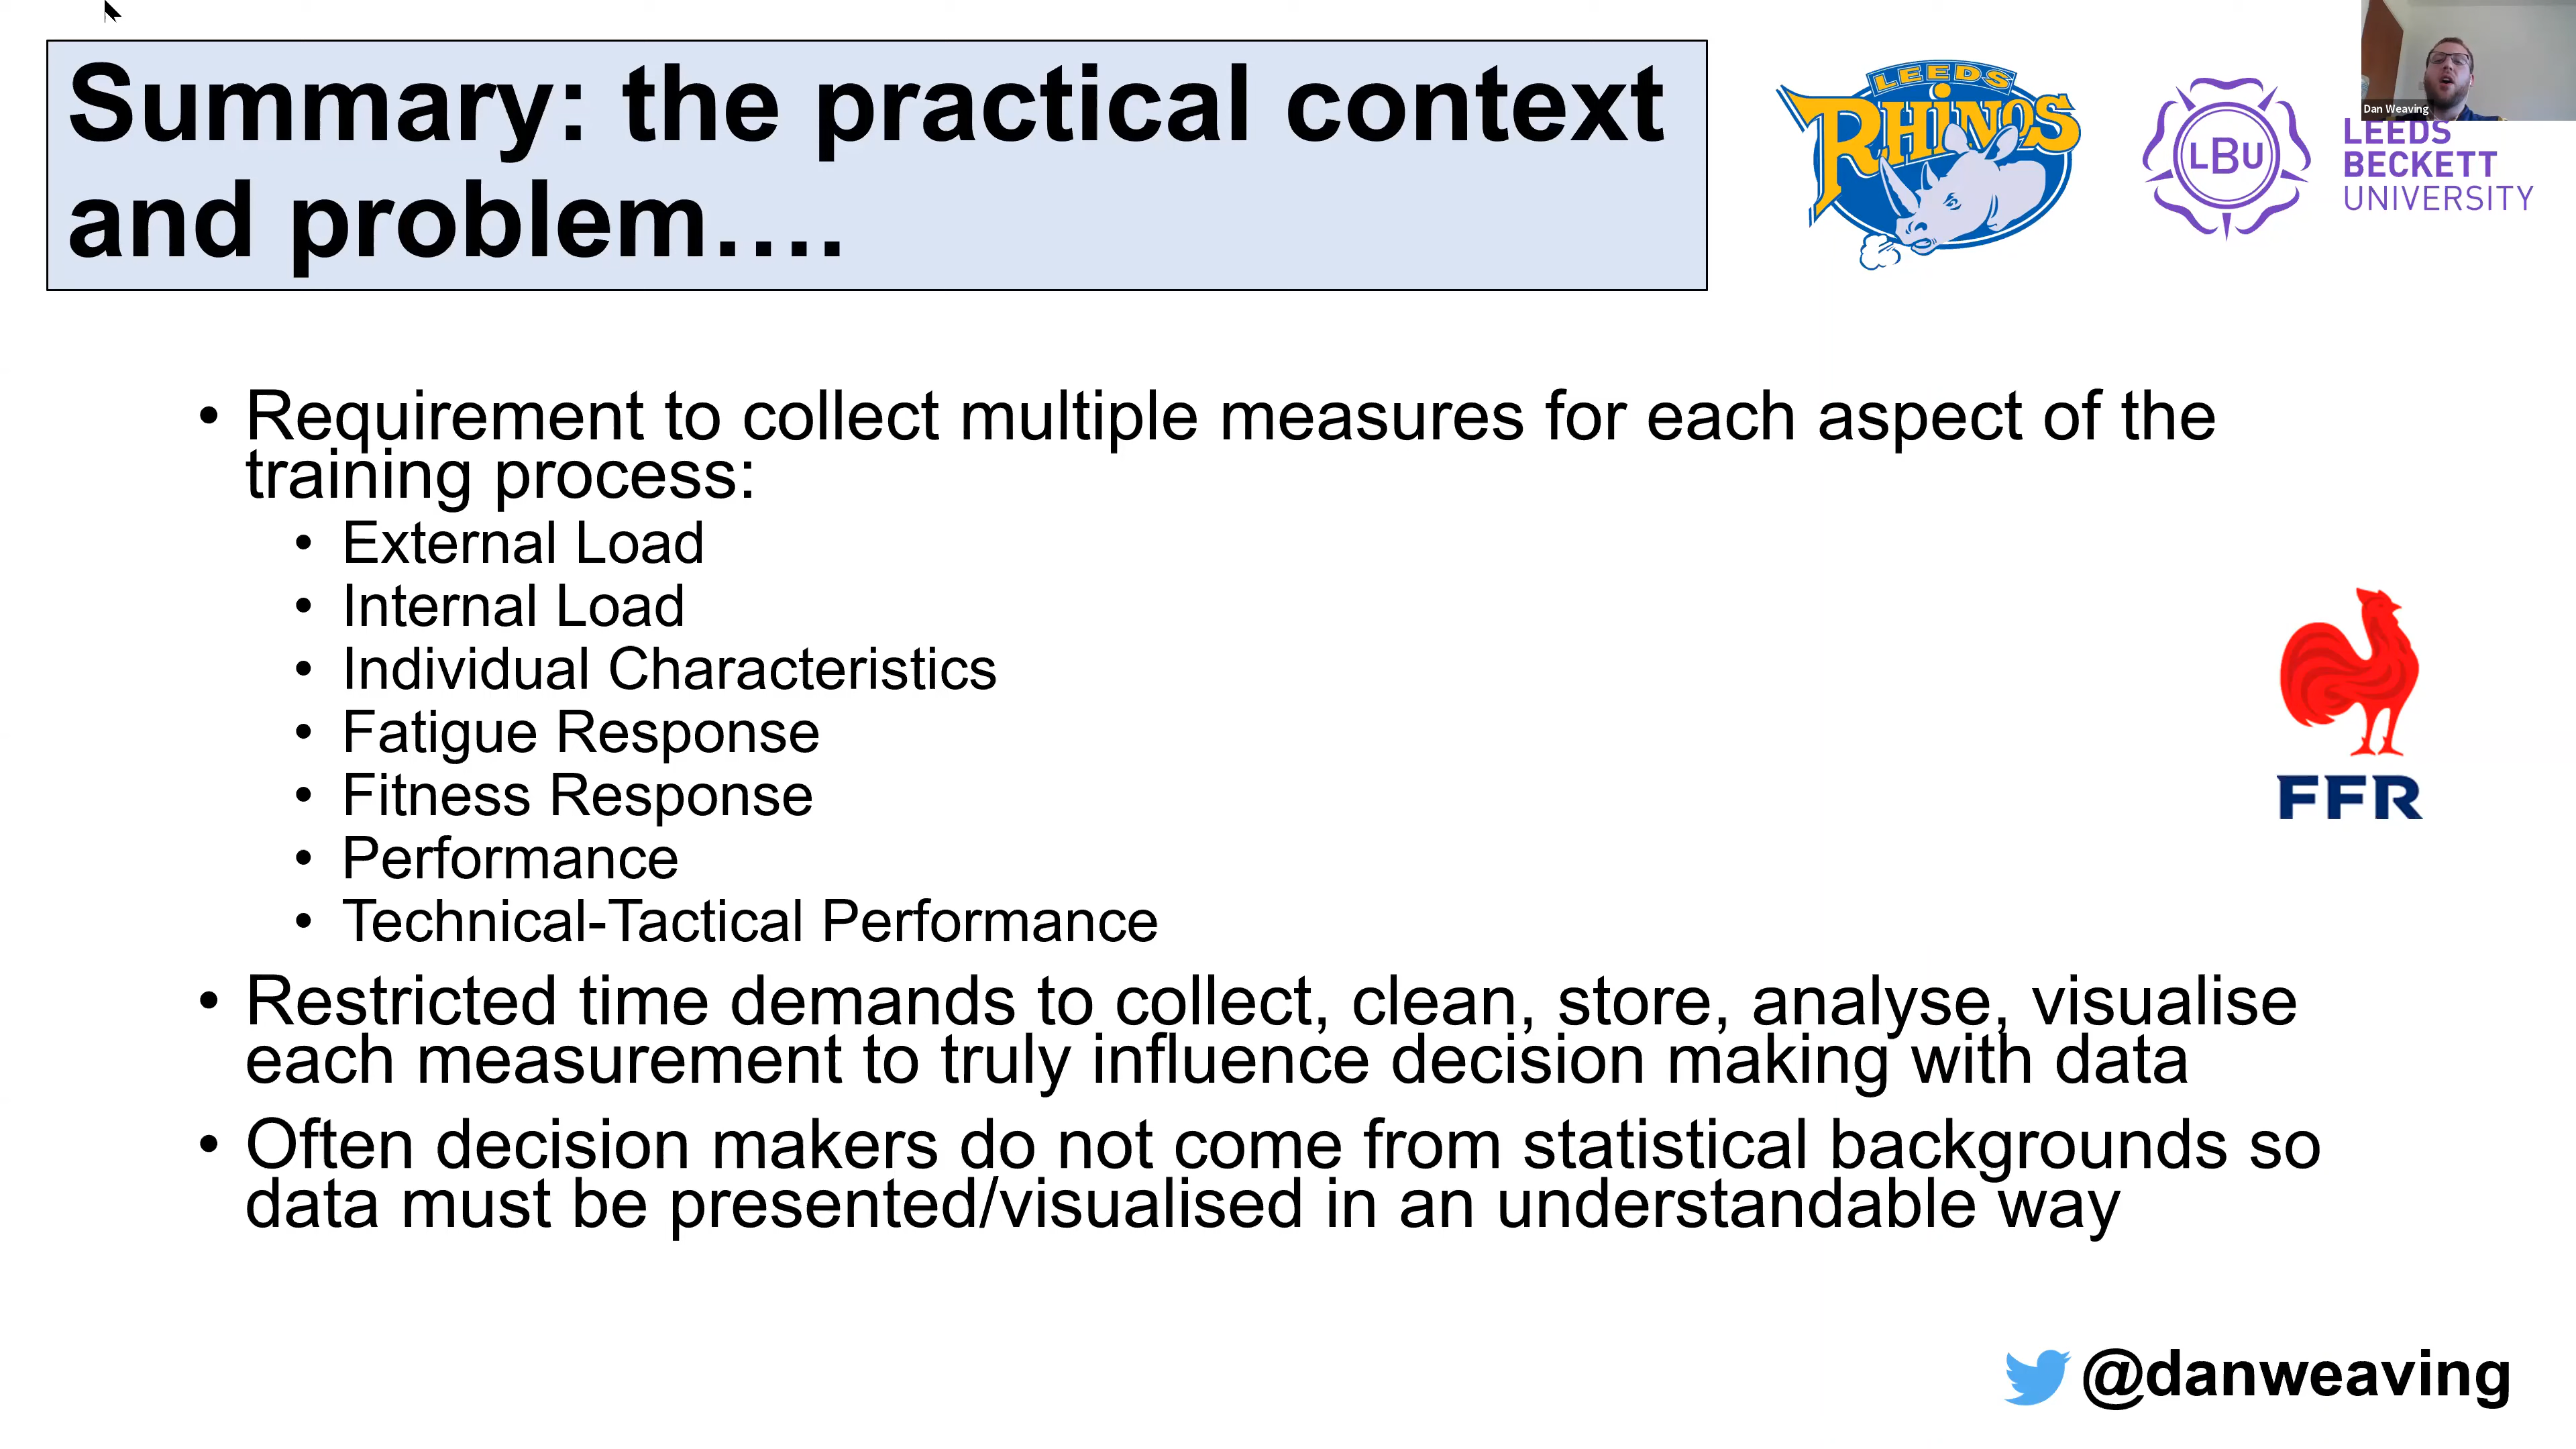 Summary: the practical context
and problem….
LEEDS
RHINOS
LBU
Dan Weaving
LEEDS
BECKETT
UNIVERSITY
• Requirement to collect multiple measures for each aspect of the
training process:
• External Load
• Internal Load
• Individual Characteristics
• Fatigue Response
• Fitness Response
• Performance
• Technical-Tactical Performance
FFR
• Restricted time demands to collect, clean, store, analyse, visualise
each measurement to truly influence decision making with data
• Often decision makers do not come from statistical backgrounds so
data must be presented/visualised in an understandable way
@danweaving